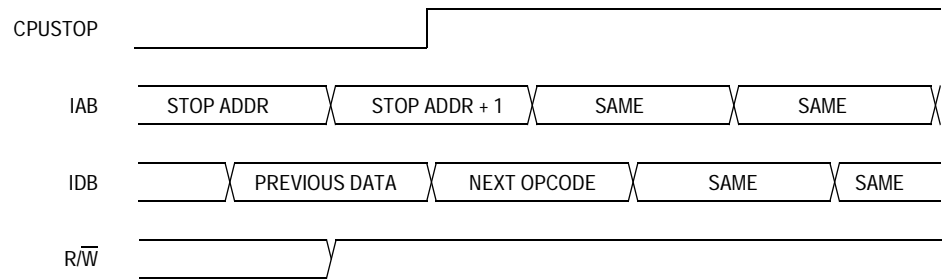 CPUSTOP
IAB STOP ADDR STOP ADDR + 1 SAME SAME
IDB PREVIOUS DATA NEXT OPCODE SAME SAME
R/W̅